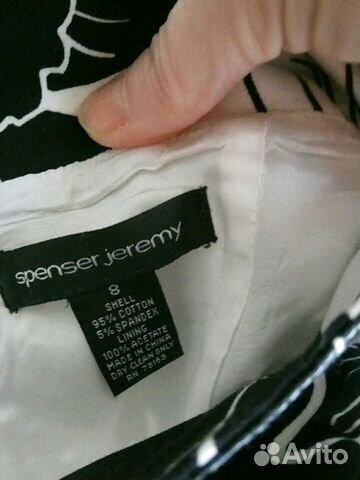 spenser jeremy
8
SHELL
95% COTTON
5% SPANDEX
LINING
100% ACETATE
MADE IN CHINA
DRY CLEAN ONLY
RN 79165
Avito